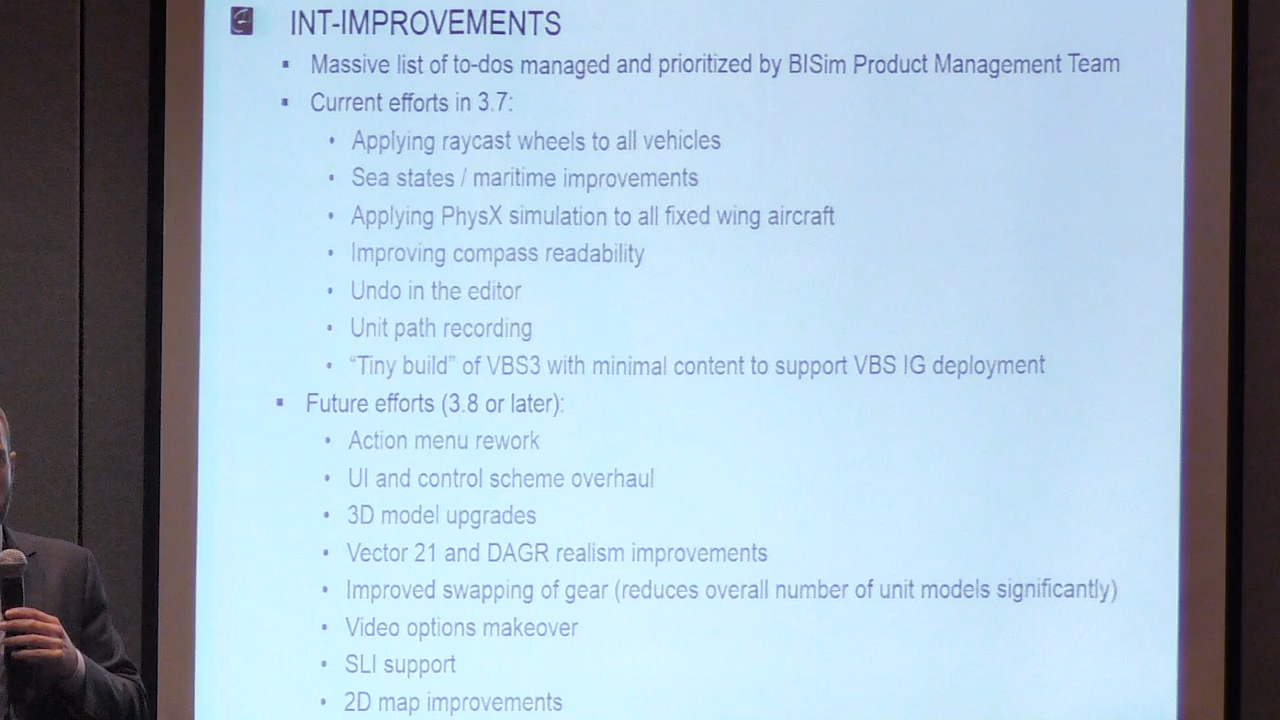 INT-IMPROVEMENTS
▪ Massive list of to-dos managed and prioritized by BISim Product Management Team
▪ Current efforts in 3.7:
• Applying raycast wheels to all vehicles
• Sea states / maritime improvements
• Applying PhysX simulation to all fixed wing aircraft
• Improving compass readability
• Undo in the editor
• Unit path recording
• “Tiny build” of VBS3 with minimal content to support VBS IG deployment
▪ Future efforts (3.8 or later):
• Action menu rework
• UI and control scheme overhaul
• 3D model upgrades
• Vector 21 and DAGR realism improvements
• Improved swapping of gear (reduces overall number of unit models significantly)
• Video options makeover
• SLI support
• 2D map improvements